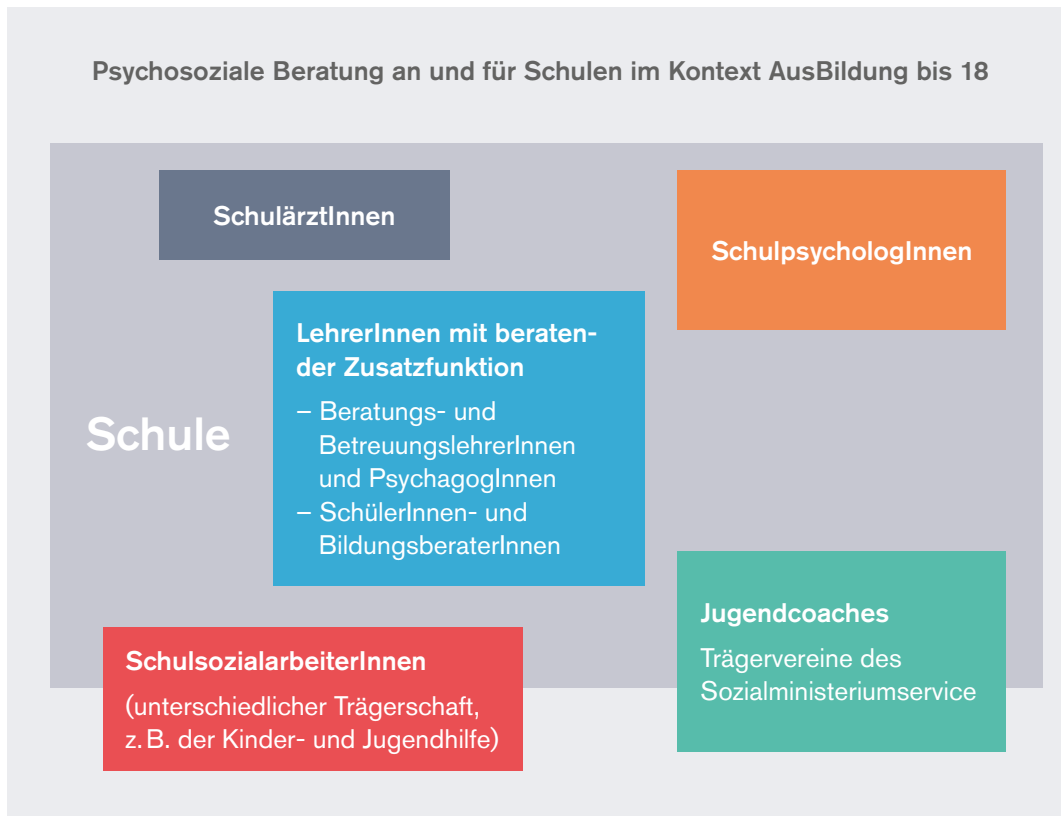 Psychosoziale Beratung an und für Schulen im Kontext AusBildung bis 18
SchulärztInnen
SchulpsychologInnen
LehrerInnen mit beraten-
der Zusatzfunktion
– Beratungs- und
BetreuungslehrerInnen
und PsychagogInnen
– SchülerInnen- und
BildungsberaterInnen
Schule
Jugendcoaches
Trägervereine des
Sozialministeriumservice
SchulsozialarbeiterInnen
(unterschiedlicher Trägerschaft,
z. B. der Kinder- und Jugendhilfe)